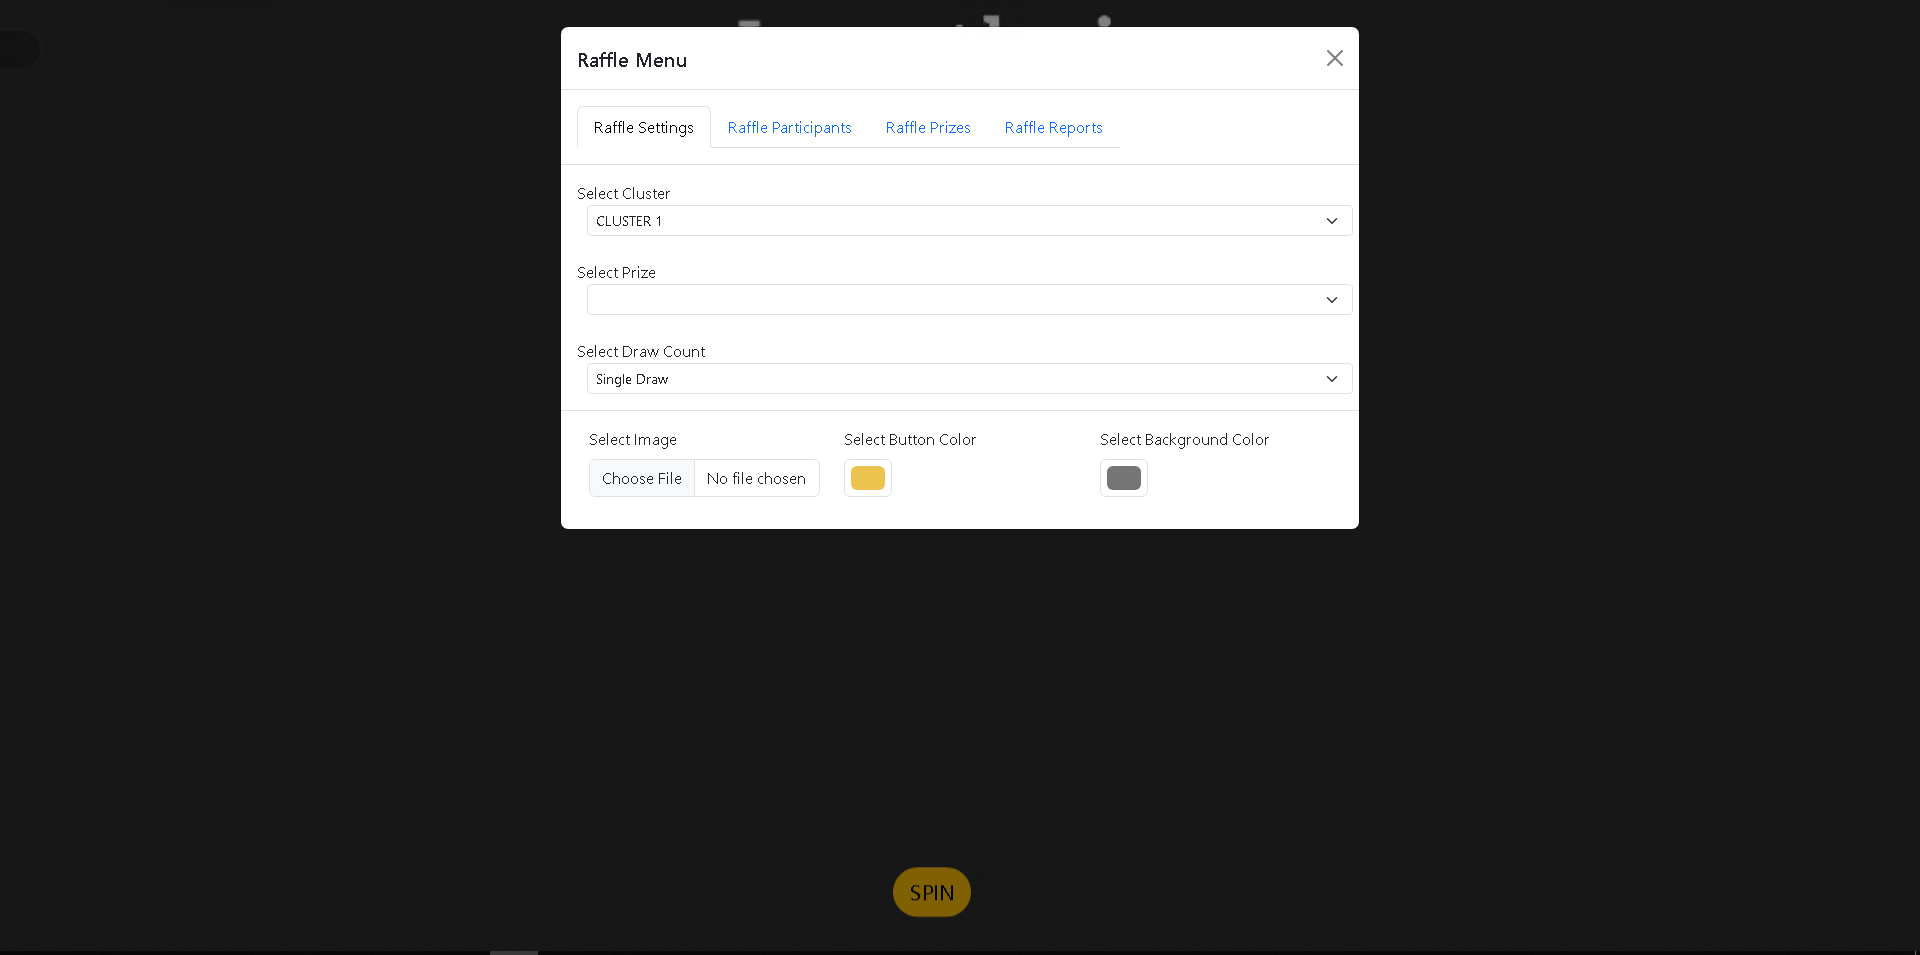 Raffle Menu
Raffle Settings Raffle Participants Raffle Prizes Raffle Reports
Select Cluster
CLUSTER 1
Select Prize
Select Draw Count
Single Draw
Select Image Select Button Color Select Background Color
Choose File No file chosen
SPIN